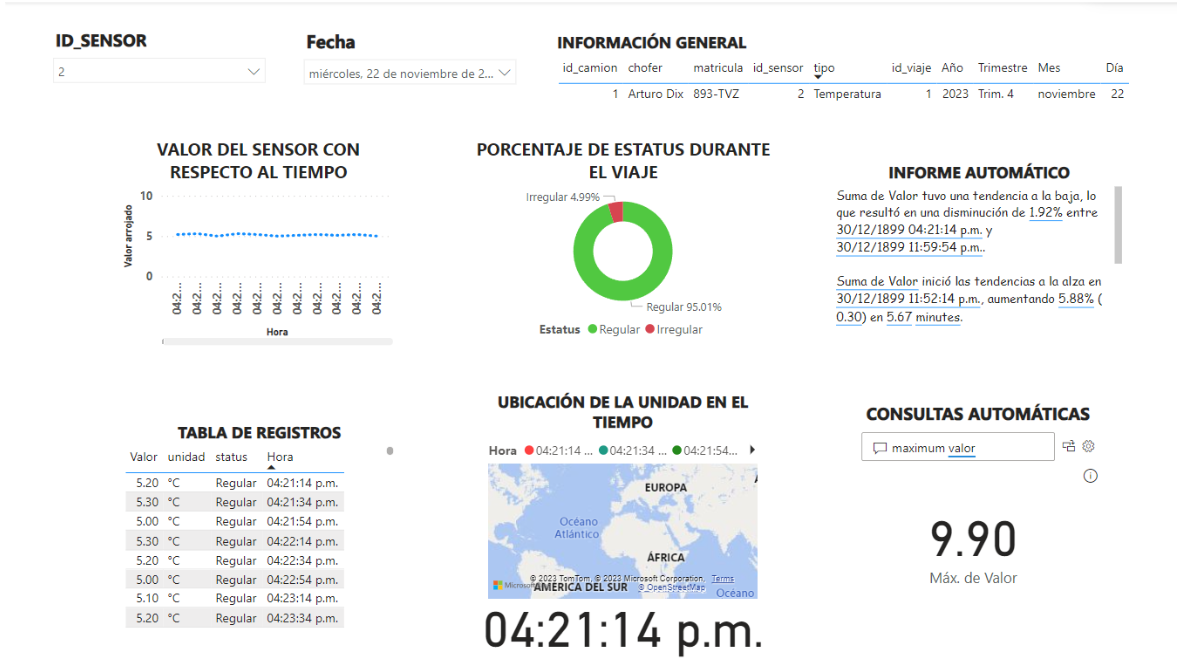 ID_SENSOR
2
Fecha
miércoles, 22 de noviembre de 2...
INFORMACIÓN GENERAL
id_camion chofer matricula id_sensor tipo id_viaje Año Trimestre Mes Día
1 Arturo Dix 893-TVZ 2 Temperatura 1 2023 Trim. 4 noviembre 22
VALOR DEL SENSOR CON
RESPECTO AL TIEMPO
10
5
0
Valor arrojado
04:2... 04:2... 04:2... 04:2... 04:2... 04:2... 04:2... 04:2... 04:2... 04:2... 04:2...
Hora
PORCENTAJE DE ESTATUS DURANTE
EL VIAJE
Irregular 4.99%
Regular 95.01%
Estatus Regular Irregular
INFORME AUTOMÁTICO
Suma de Valor tuvo una tendencia a la baja, lo
que resultó en una disminución de 1.92% entre
30/12/1899 04:21:14 p.m. y
30/12/1899 11:59:54 p.m..
Suma de Valor inició las tendencias a la alza en
30/12/1899 11:52:14 p.m., aumentando 5.88% (
0.30) en 5.67 minutes.
TABLA DE REGISTROS
Valor unidad status Hora
5.20 °C Regular 04:21:14 p.m.
5.30 °C Regular 04:21:34 p.m.
5.00 °C Regular 04:21:54 p.m.
5.30 °C Regular 04:22:14 p.m.
5.20 °C Regular 04:22:34 p.m.
5.00 °C Regular 04:22:54 p.m.
5.10 °C Regular 04:23:14 p.m.
5.20 °C Regular 04:23:34 p.m.
UBICACIÓN DE LA UNIDAD EN EL
TIEMPO
Hora 04:21:14 ... 04:21:34 ... 04:21:54...
EUROPA
Océano
Atlántico
ÁFRICA
© 2023 TomTom, © 2023 Microsoft Corporation, Terms
AMÉRICA DEL SUR © OpenStreetMap
Océano
04:21:14 p.m.
CONSULTAS AUTOMÁTICAS
maximum valor
9.90
Máx. de Valor